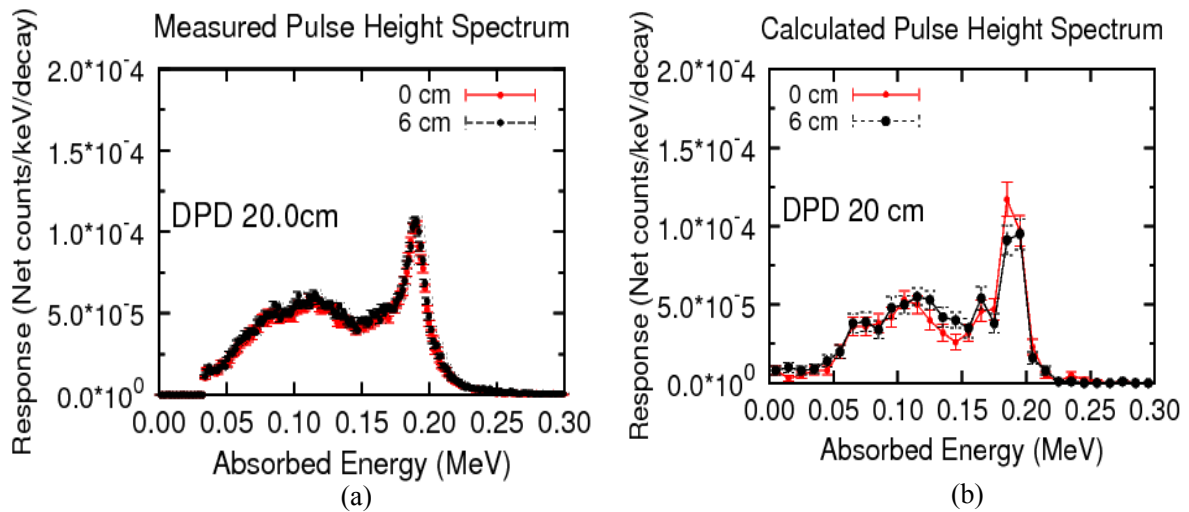 Measured Pulse Height Spectrum
Response (Net counts/keV/decay)
2.0*10-4
1.5*10-4
1.0*10-4
5.0*10-5
0.0*10^0
0 cm
6 cm
DPD 20.0cm
0.00 0.05 0.10 0.15 0.20 0.25 0.30
Absorbed Energy (MeV)
(a)
Calculated Pulse Height Spectrum
Response (Net counts/keV/decay)
2.0*10-4
1.5*10-4
1.0*10-4
5.0*10-5
0.0*10^0
0 cm
6 cm
DPD 20 cm
0.00 0.05 0.10 0.15 0.20 0.25 0.30
Absorbed Energy (MeV)
(b)